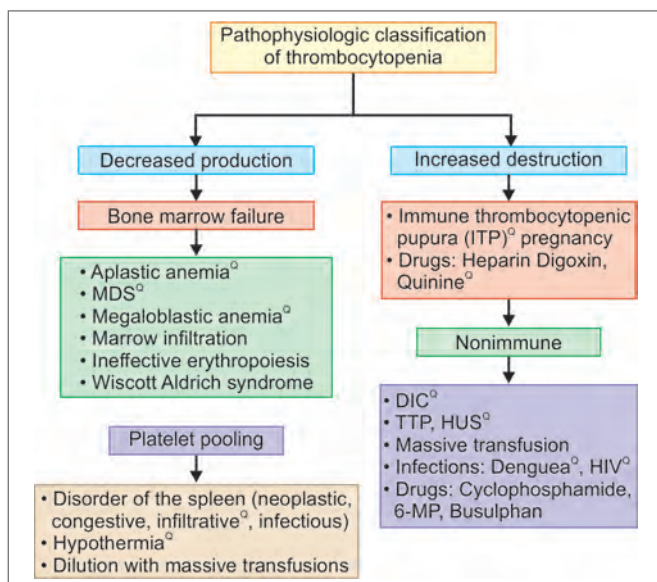 Pathophysiologic classification
of thrombocytopenia
Decreased production
Bone marrow failure
• Aplastic anemiaQ
• MDSQ
• Megaloblastic anemiaQ
• Marrow infiltration
• Ineffective erythropoiesis
• Wiscott Aldrich syndrome
Platelet pooling
• Disorder of the spleen (neoplastic,
congestive, infiltrativeQ, infectious)
• HypothermiaQ
• Dilution with massive transfusions
Increased destruction
• Immune thrombocytopenic
pupura (ITP)Q pregnancy
• Drugs: Heparin Digoxin,
QuinineQ
Nonimmune
• DICQ
• TTP, HUSQ
• Massive transfusion
• Infections: DengueaQ, HIVQ
• Drugs: Cyclophosphamide,
6-MP, Busulphan